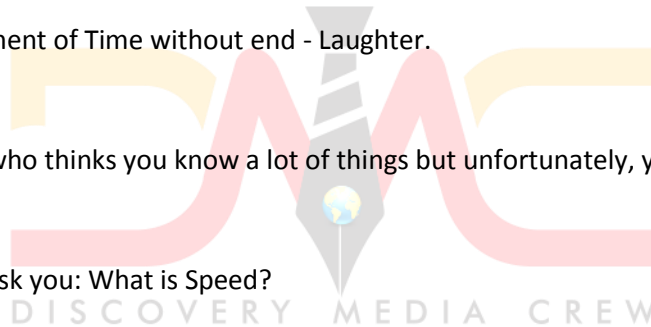 ent of Time without end - Laughter.
who thinks you know a lot of things but unfortunately, y
sk you: What is Speed?
DISCOVERY MEDIA CREW